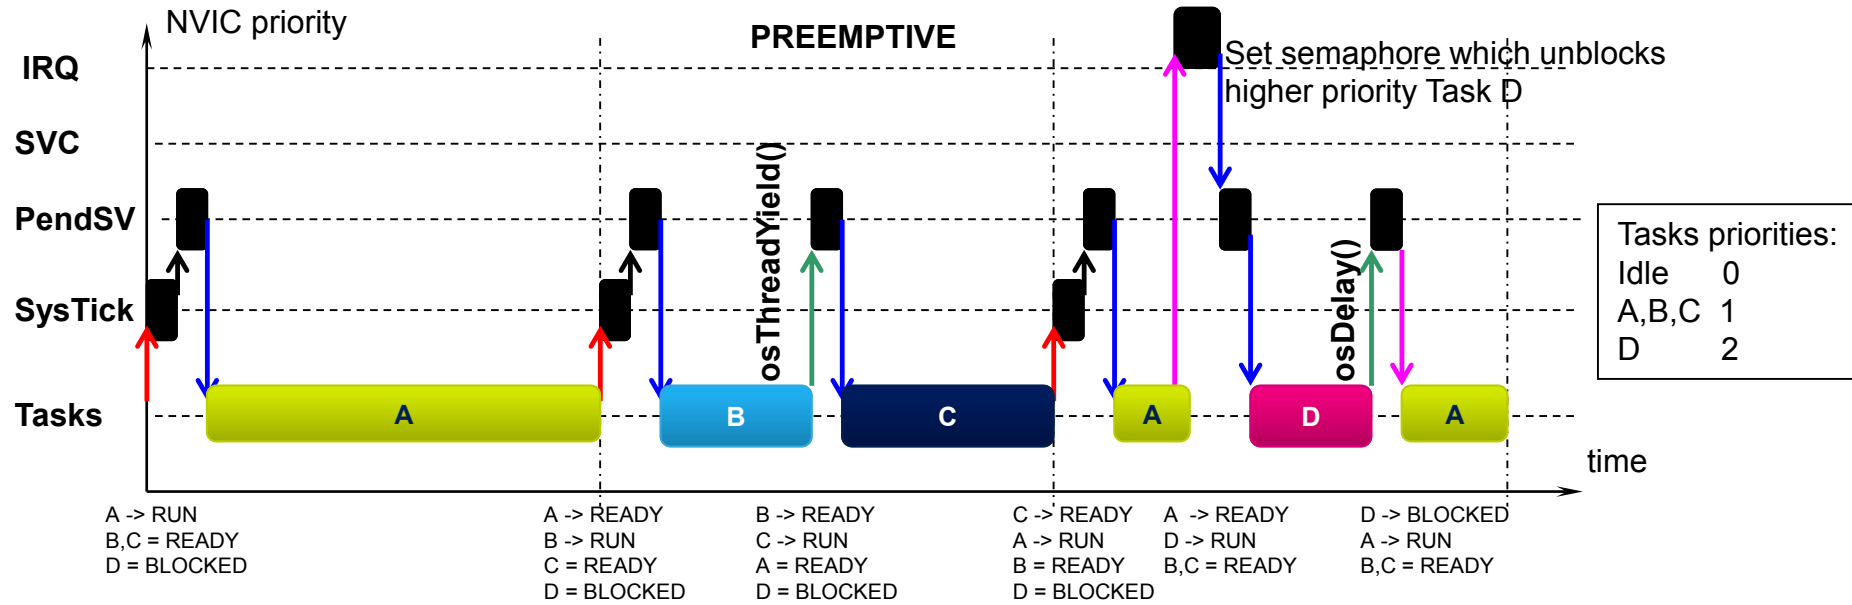 NVIC priority
PREEMPTIVE
IRQ
Set semaphore which unblocks
higher priority Task D
SVC
osThreadYield()
PendSV
osDelay()
SysTick
Tasks priorities:
Idle 0
A,B,C 1
D 2
Tasks
A
B
C
A
D
A
time
A -> RUN
B,C = READY
D = BLOCKED
A -> READY
B -> RUN
C = READY
D = BLOCKED
B -> READY
C -> RUN
A = READY
D = BLOCKED
C -> READY
A -> RUN
B = READY
D = BLOCKED
A -> READY
D -> RUN
B,C = READY
D -> BLOCKED
A -> RUN
B,C = READY